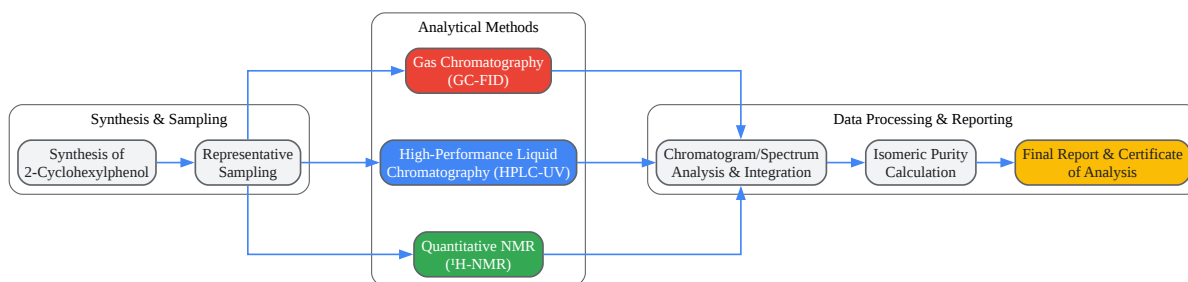 Analytical Methods
Gas Chromatography
(GC-FID)
Synthesis & Sampling
Data Processing & Reporting
Synthesis of
2-Cyclohexylphenol
Representative
Sampling
High-Performance Liquid
Chromatography (HPLC-UV)
Chromatogram/Spectrum
Analysis & Integration
Isomeric Purity
Calculation
Final Report & Certificate
of Analysis
Quantitative NMR
(¹H-NMR)